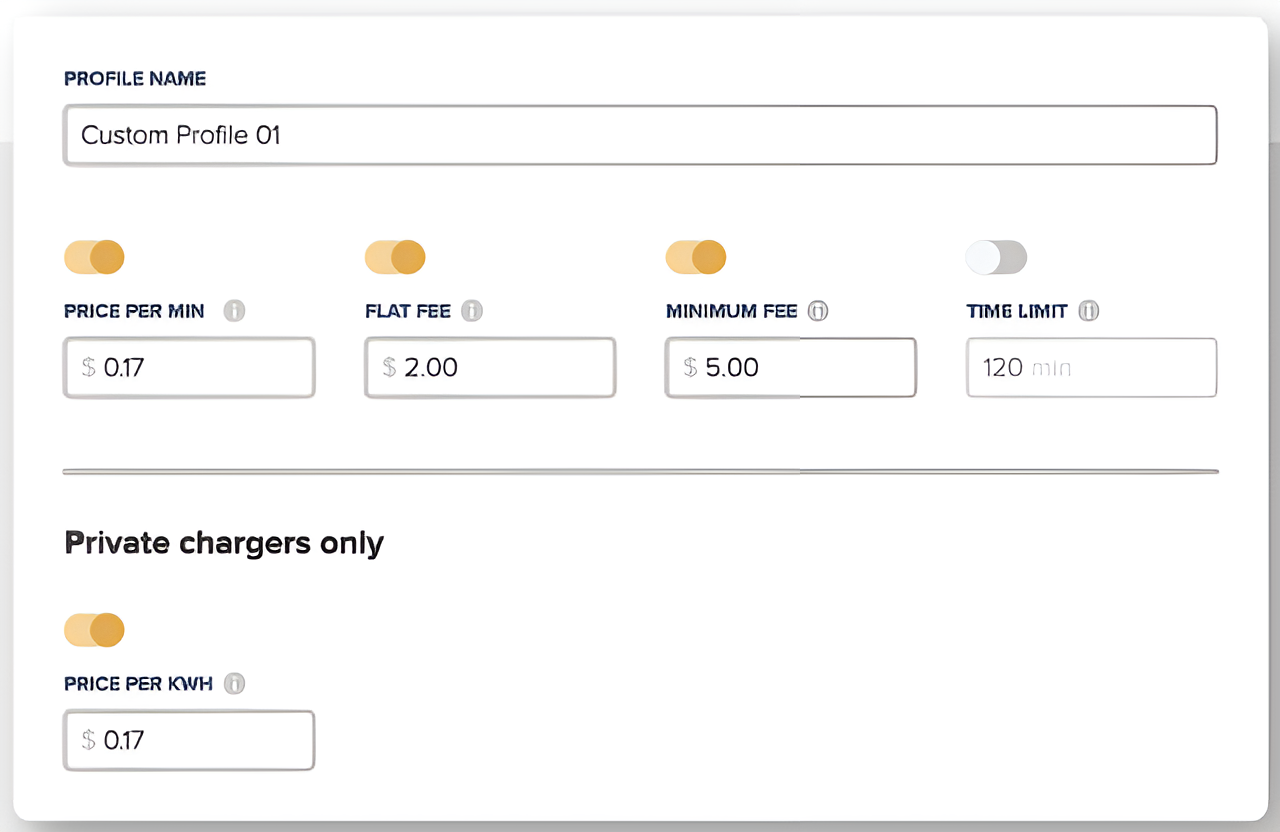 PROFILE NAME
Custom Profile 01
PRICE PER MIN
FLAT FEE
MINIMUM FEE
TIME LIMIT
$ 0.17
$ 2.00
$ 5.00
120 min
Private chargers only
PRICE PER KWH
$ 0.17